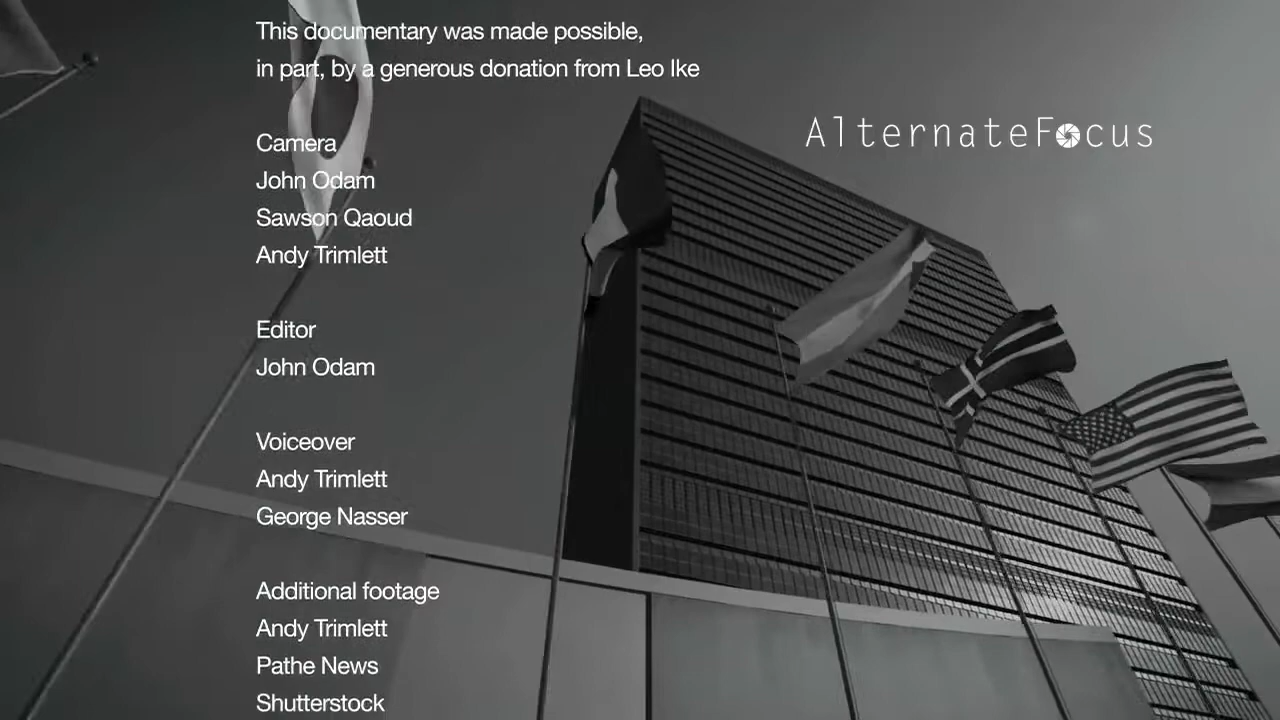 This documentary was made possible,
in part, by a generous donation from Leo Ike
AlternateFocus
Camera
John Odam
Sawson Qaoud
Andy Trimlett
Editor
John Odam
Voiceover
Andy Trimlett
George Nasser
Additional footage
Andy Trimlett
Pathe News
Shutterstock